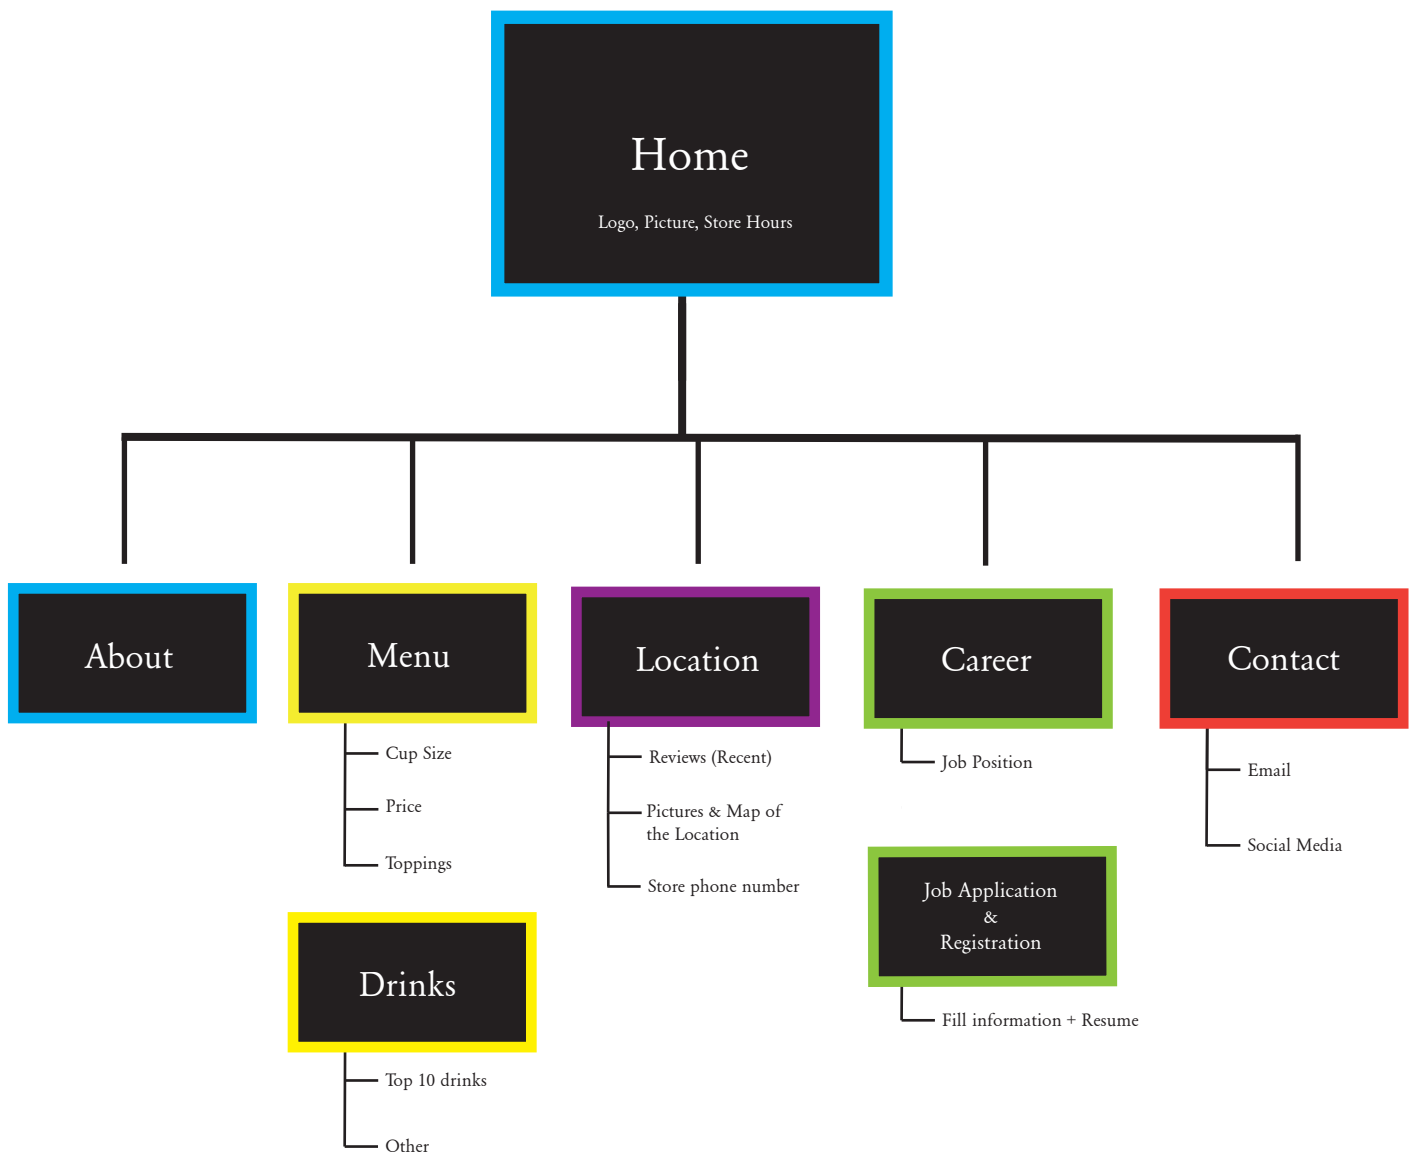 Home
Logo, Picture, Store Hours
About
Menu
Cup Size
Price
Toppings
Drinks
Top 10 drinks
Other
Location
Reviews (Recent)
Pictures & Map of
the Location
Store phone number
Career
Job Position
Job Application
&
Registration
Fill information + Resume
Contact
Email
Social Media